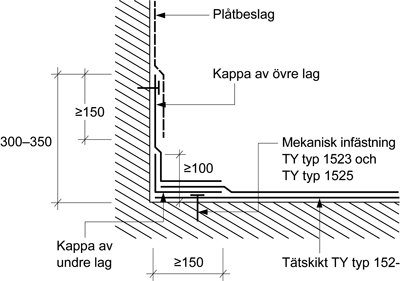 Plåtbeslag
Kappa av övre lag
≥150
300–350
Mekanisk infästning
TY typ 1523 och
TY typ 1525
≥100
Kappa av
undre lag
≥150
Tätskikt TY typ 152-